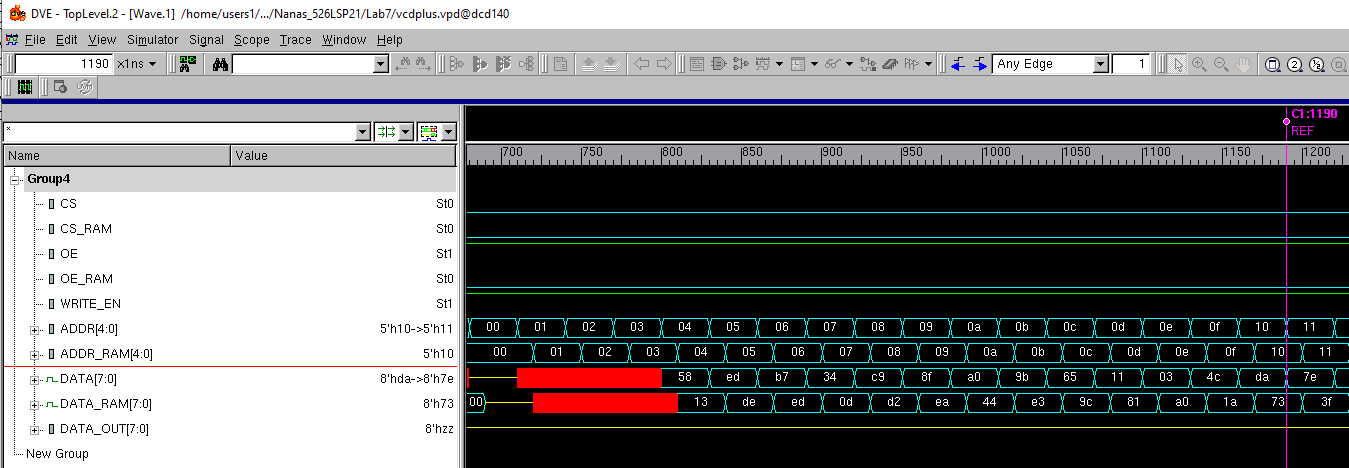 DVE - TopLevel.2 - [Wave.1] /home/users1/.../Nanas_526LSP21/Lab7/vcdplus.vpd@dcd140
File Edit View Simulator Signal Scope Trace Window Help
1190 x1ns Any Edge 1
C1:1190
REF
*
Name Value
700 750 800 850 900 950 1000 1050 1100 1150 1200
Group4
CS St0
CS_RAM St0
OE St1
OE_RAM St0
WRITE_EN St1
ADDR[4:0] 5'h10->5'h11 00 01 02 03 04 05 06 07 08 09 0a 0b 0c 0d 0e 0f 10 11
ADDR_RAM[4:0] 5'h10 00 01 02 03 04 05 06 07 08 09 0a 0b 0c 0d 0e 0f 10 11
DATA[7:0] 8'hda->8'h7e 58 ed b7 34 c9 8f a0 9b 65 11 03 4c da 7e
DATA_RAM[7:0] 8'h73 00 13 de ed 0d d2 ea 44 e3 9c 81 a0 1a 73 3f
DATA_OUT[7:0] 8'hzz
New Group